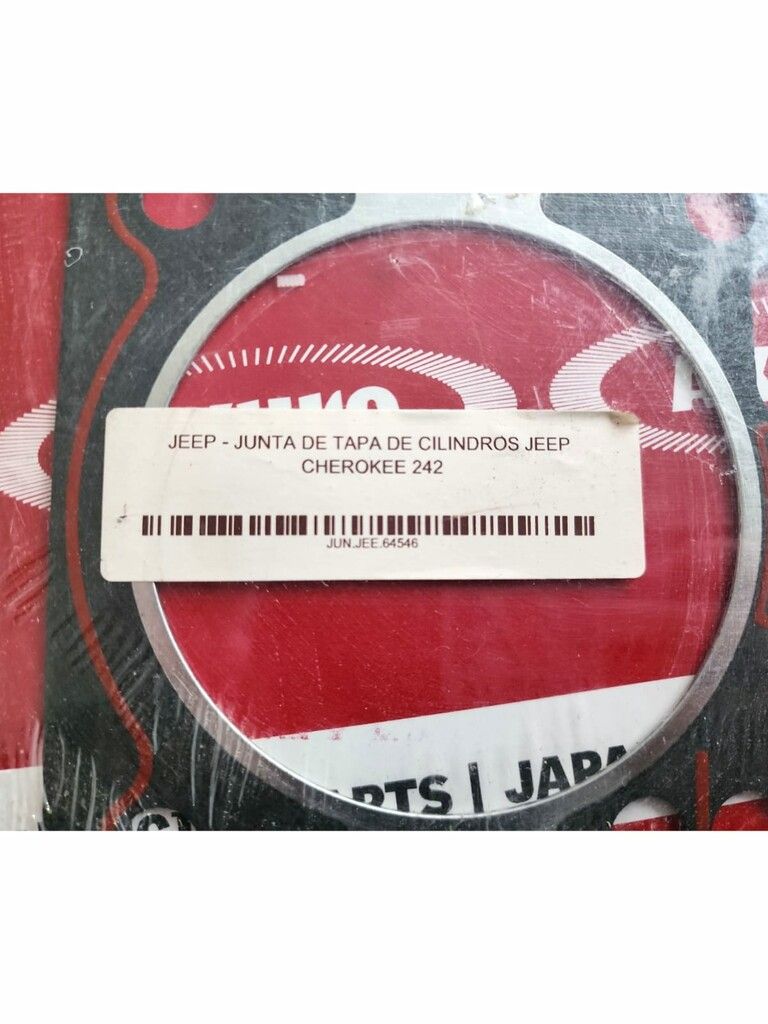 JEEP - JUNTA DE TAPA DE CILINDROS JEEP
CHEROKEE 242
JUN.JEE.64546